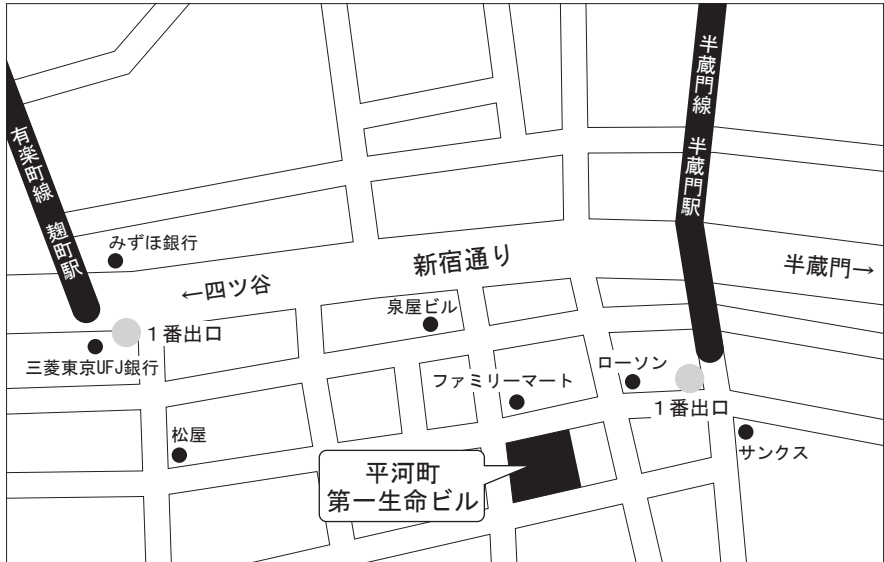 有楽町線 麹町駅
半蔵門線 半蔵門駅
みずほ銀行
←四ツ谷
新宿通り
半蔵門→
泉屋ビル
1番出口
三菱東京UFJ銀行
ローソン
ファミリーマート
1番出口
松屋
サンクス
平河町
第一生命ビル